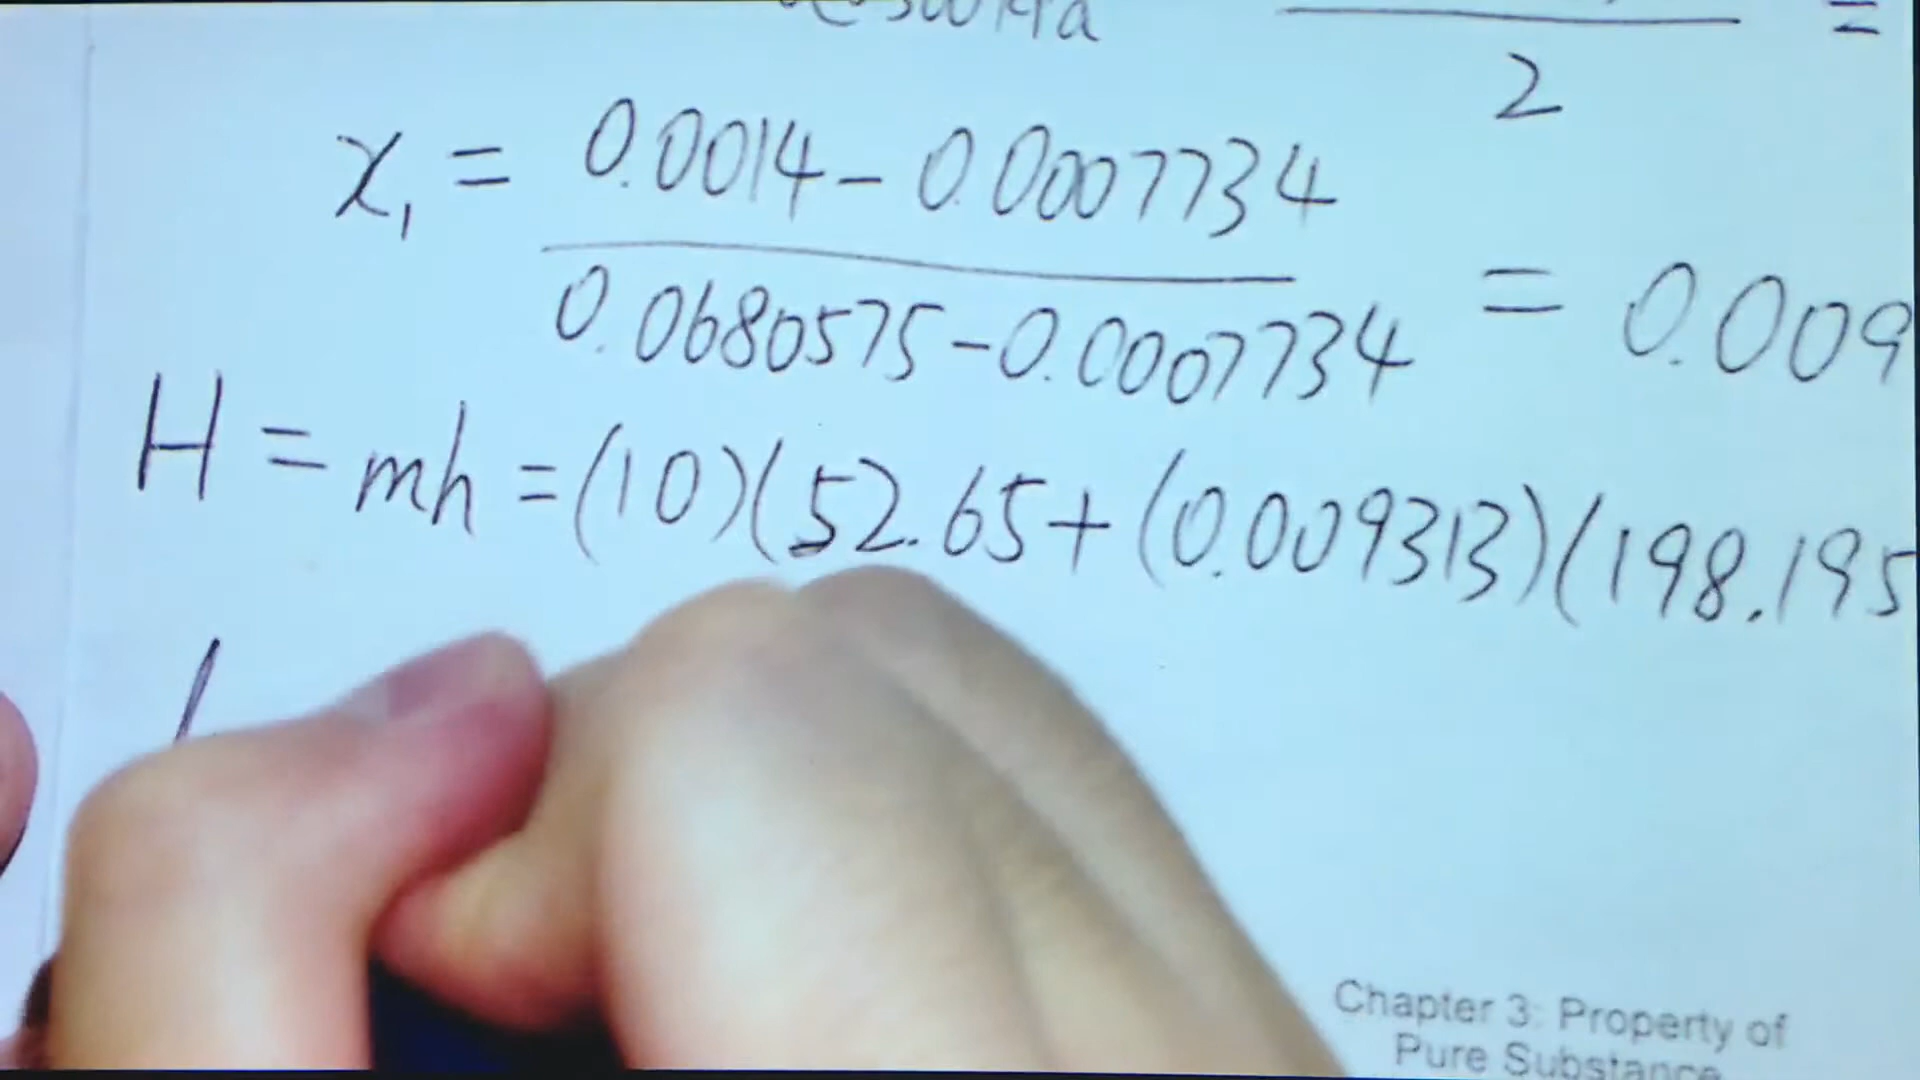 2 =
x₁ = 0.0014 - 0.0007734
0.0680575 - 0.0007734 = 0.009
H = mh = (10)(52.65 + (0.009313)(198.195
Chapter 3: Property of
Pure Substance